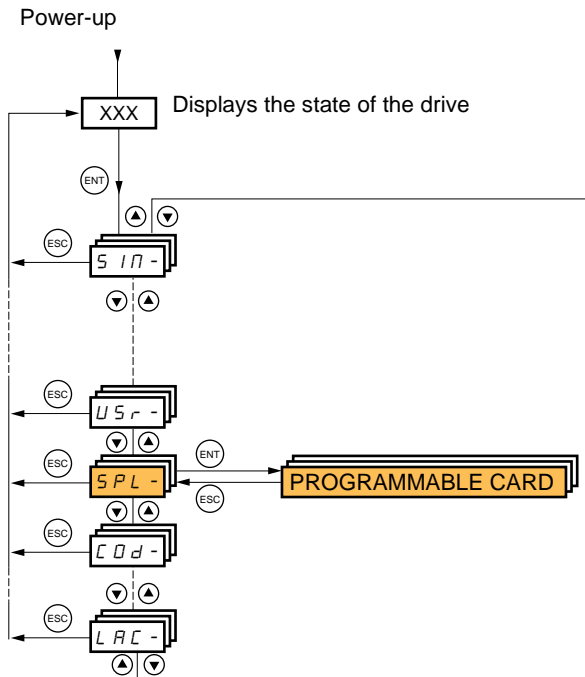 Power-up
XXX
Displays the state of the drive
ENT
ESC
SIM-
ESC
USr-
ESC
SPL-
ENT
ESC
PROGRAMMABLE CARD
ESC
COd-
ESC
LAC-